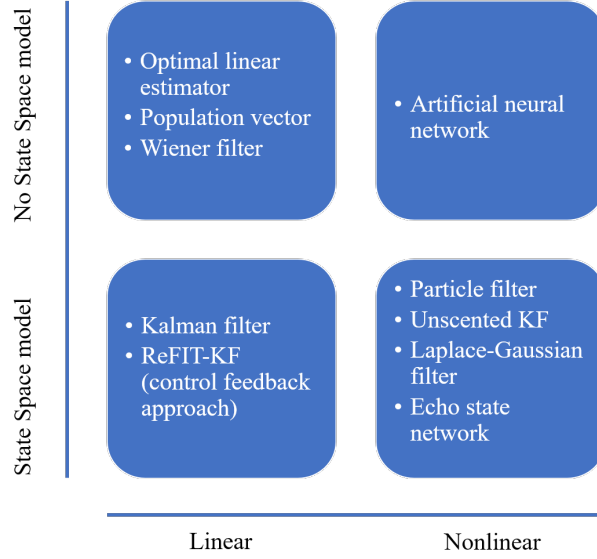 No State Space model
• Optimal linear
estimator
• Population vector
• Wiener filter
• Artificial neural
network
State Space model
• Kalman filter
• ReFIT-KF
(control feedback
approach)
• Particle filter
• Unscented KF
• Laplace-Gaussian
filter
• Echo state
network
Linear
Nonlinear